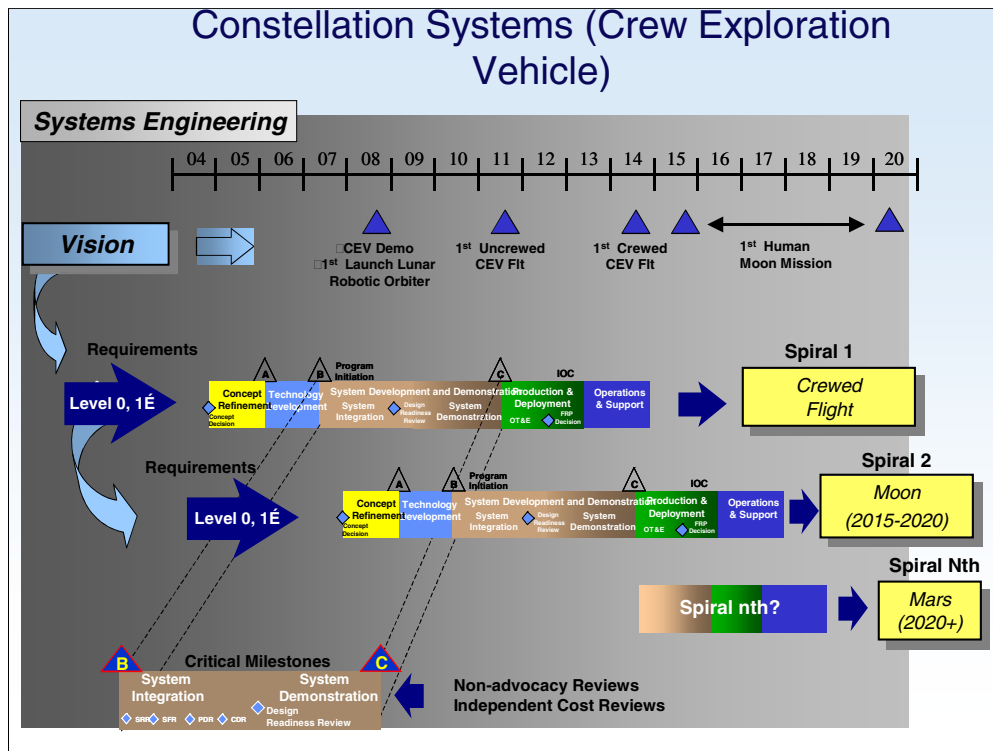 Constellation Systems (Crew Exploration
Vehicle)
Systems Engineering
04 05 06 07 08 09 10 11 12 13 14 15 16 17 18 19 20
Vision
□CEV Demo
□1st Launch Lunar
Robotic Orbiter
1st Uncrewed
CEV Flt
1st Crewed
CEV Flt
1st Human
Moon Mission
Requirements
Level 0, 1É
A
B
Program
Initiation
C
IOC
Concept
Refinement
Concept
Decision
Technology
Development
System Development and Demonstration
System
Integration
Design
Readiness
Review
System
Demonstration
Production &
Deployment
OT&E
FRP
Decision
Operations
& Support
Spiral 1
Crewed
Flight
Requirements
Level 0, 1É
A
B
Program
Initiation
C
IOC
Concept
Refinement
Concept
Decision
Technology
Development
System Development and Demonstration
System
Integration
Design
Readiness
Review
System
Demonstration
Production &
Deployment
OT&E
FRP
Decision
Operations
& Support
Spiral 2
Moon
(2015-2020)
Spiral nth?
Spiral Nth
Mars
(2020+)
B
Critical Milestones
C
System
Integration
System
Demonstration
SRR
SFR
PDR
CDR
Design
Readiness Review
Non-advocacy Reviews
Independent Cost Reviews